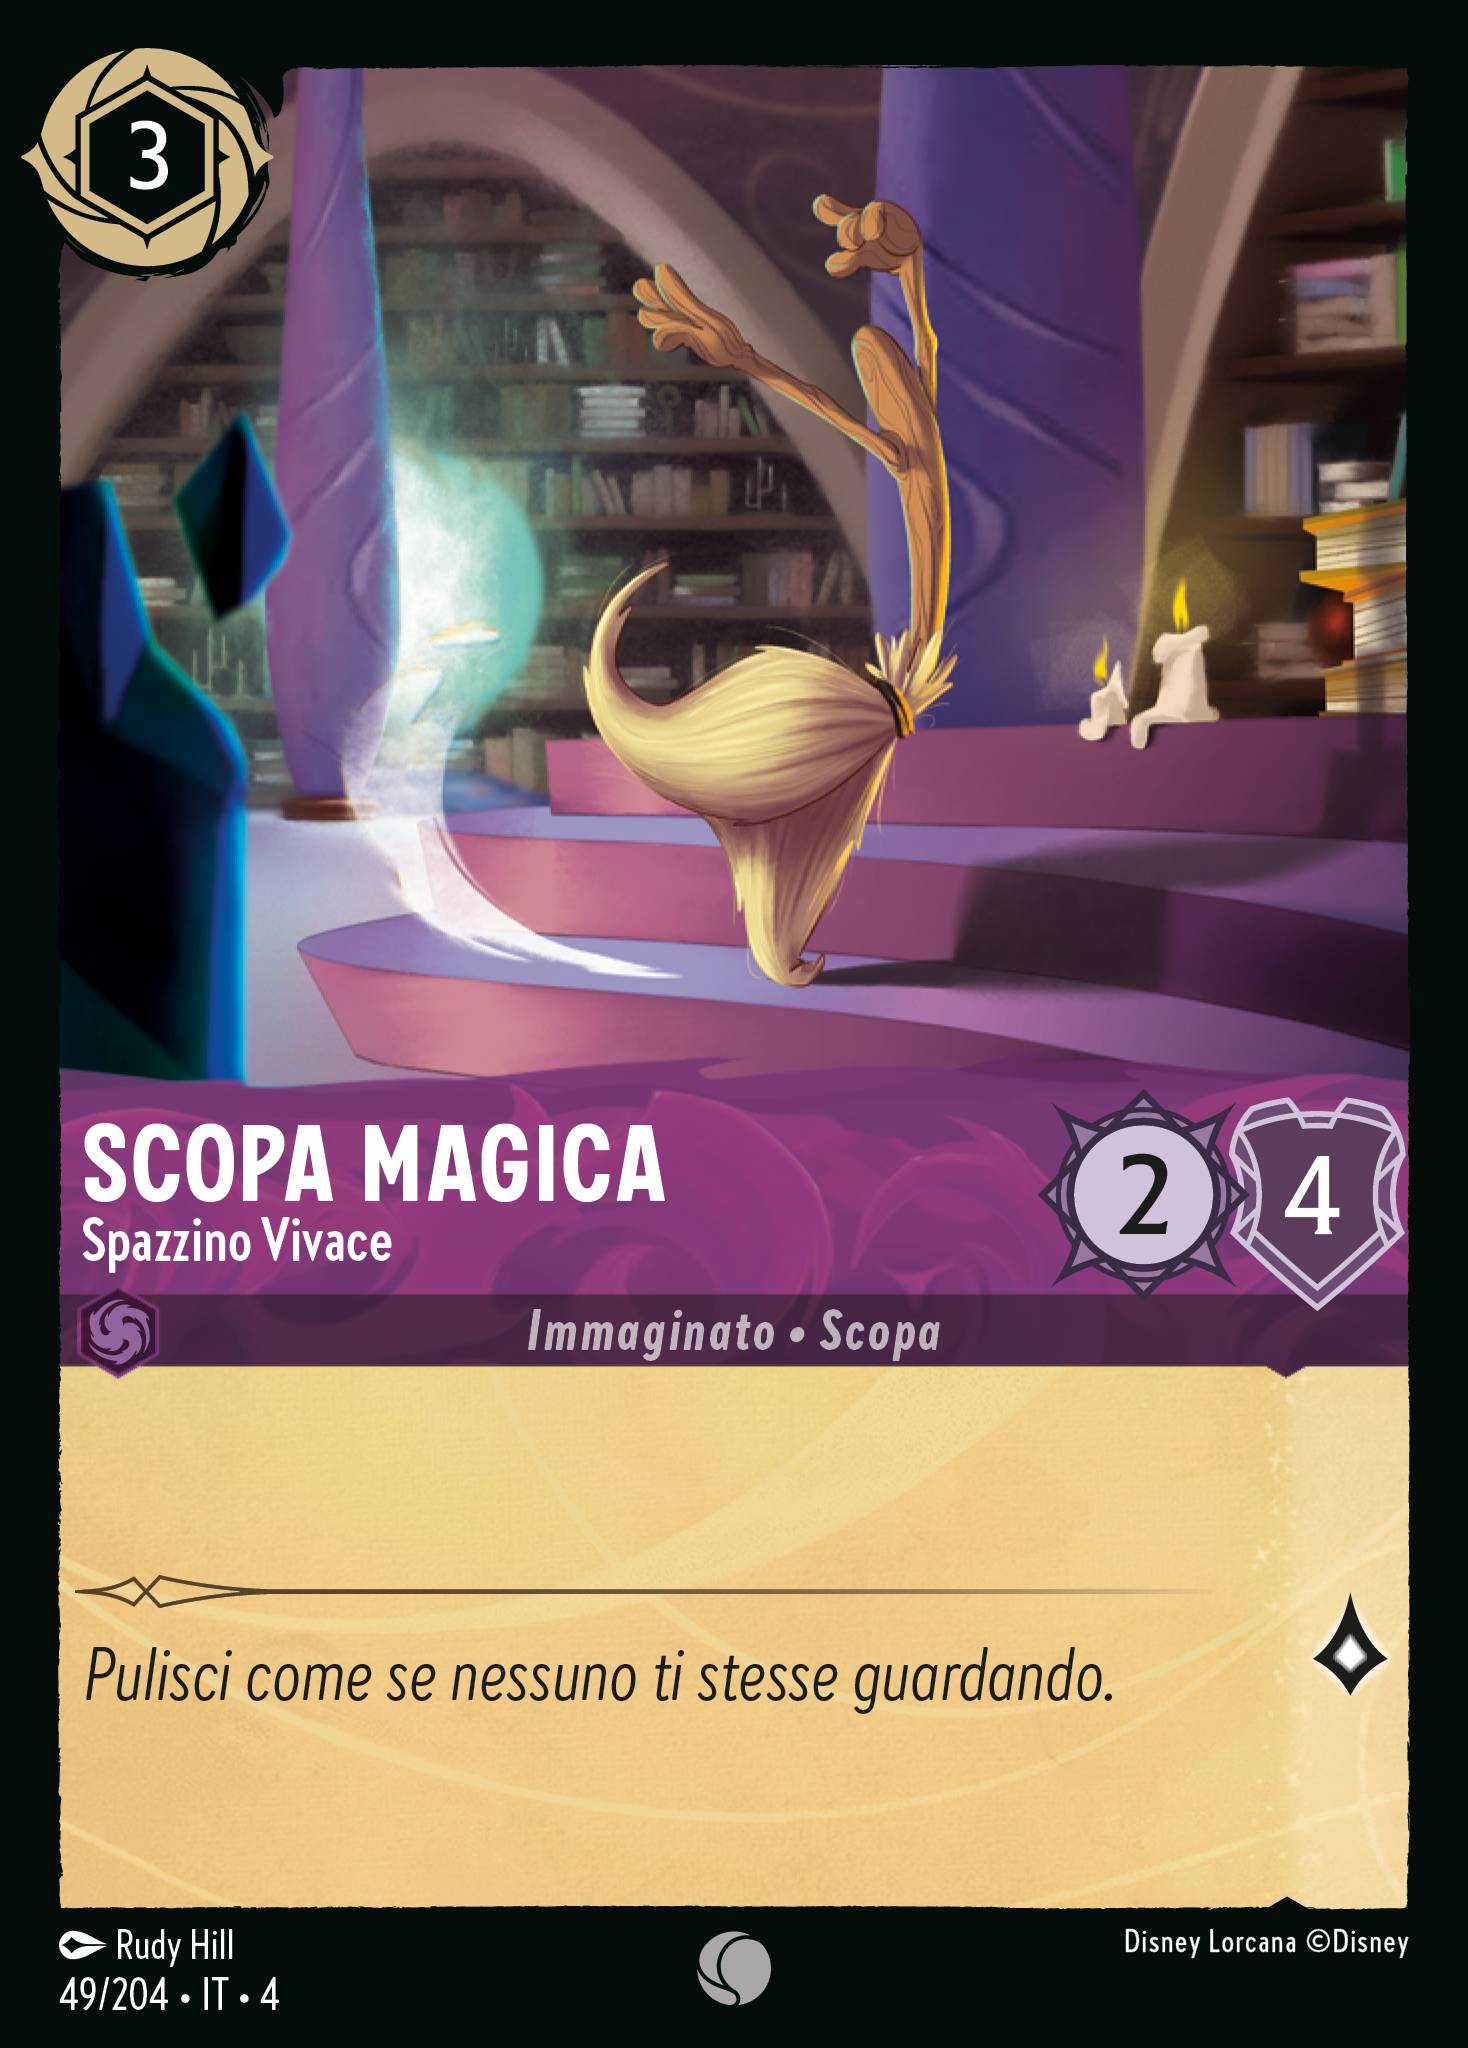 3
SCOPA MAGICA
Spazzino Vivace
2
4
Immaginato • Scopa
Pulisci come se nessuno ti stesse guardando.
Rudy Hill
49/204 • IT • 4
Disney Lorcana ©Disney